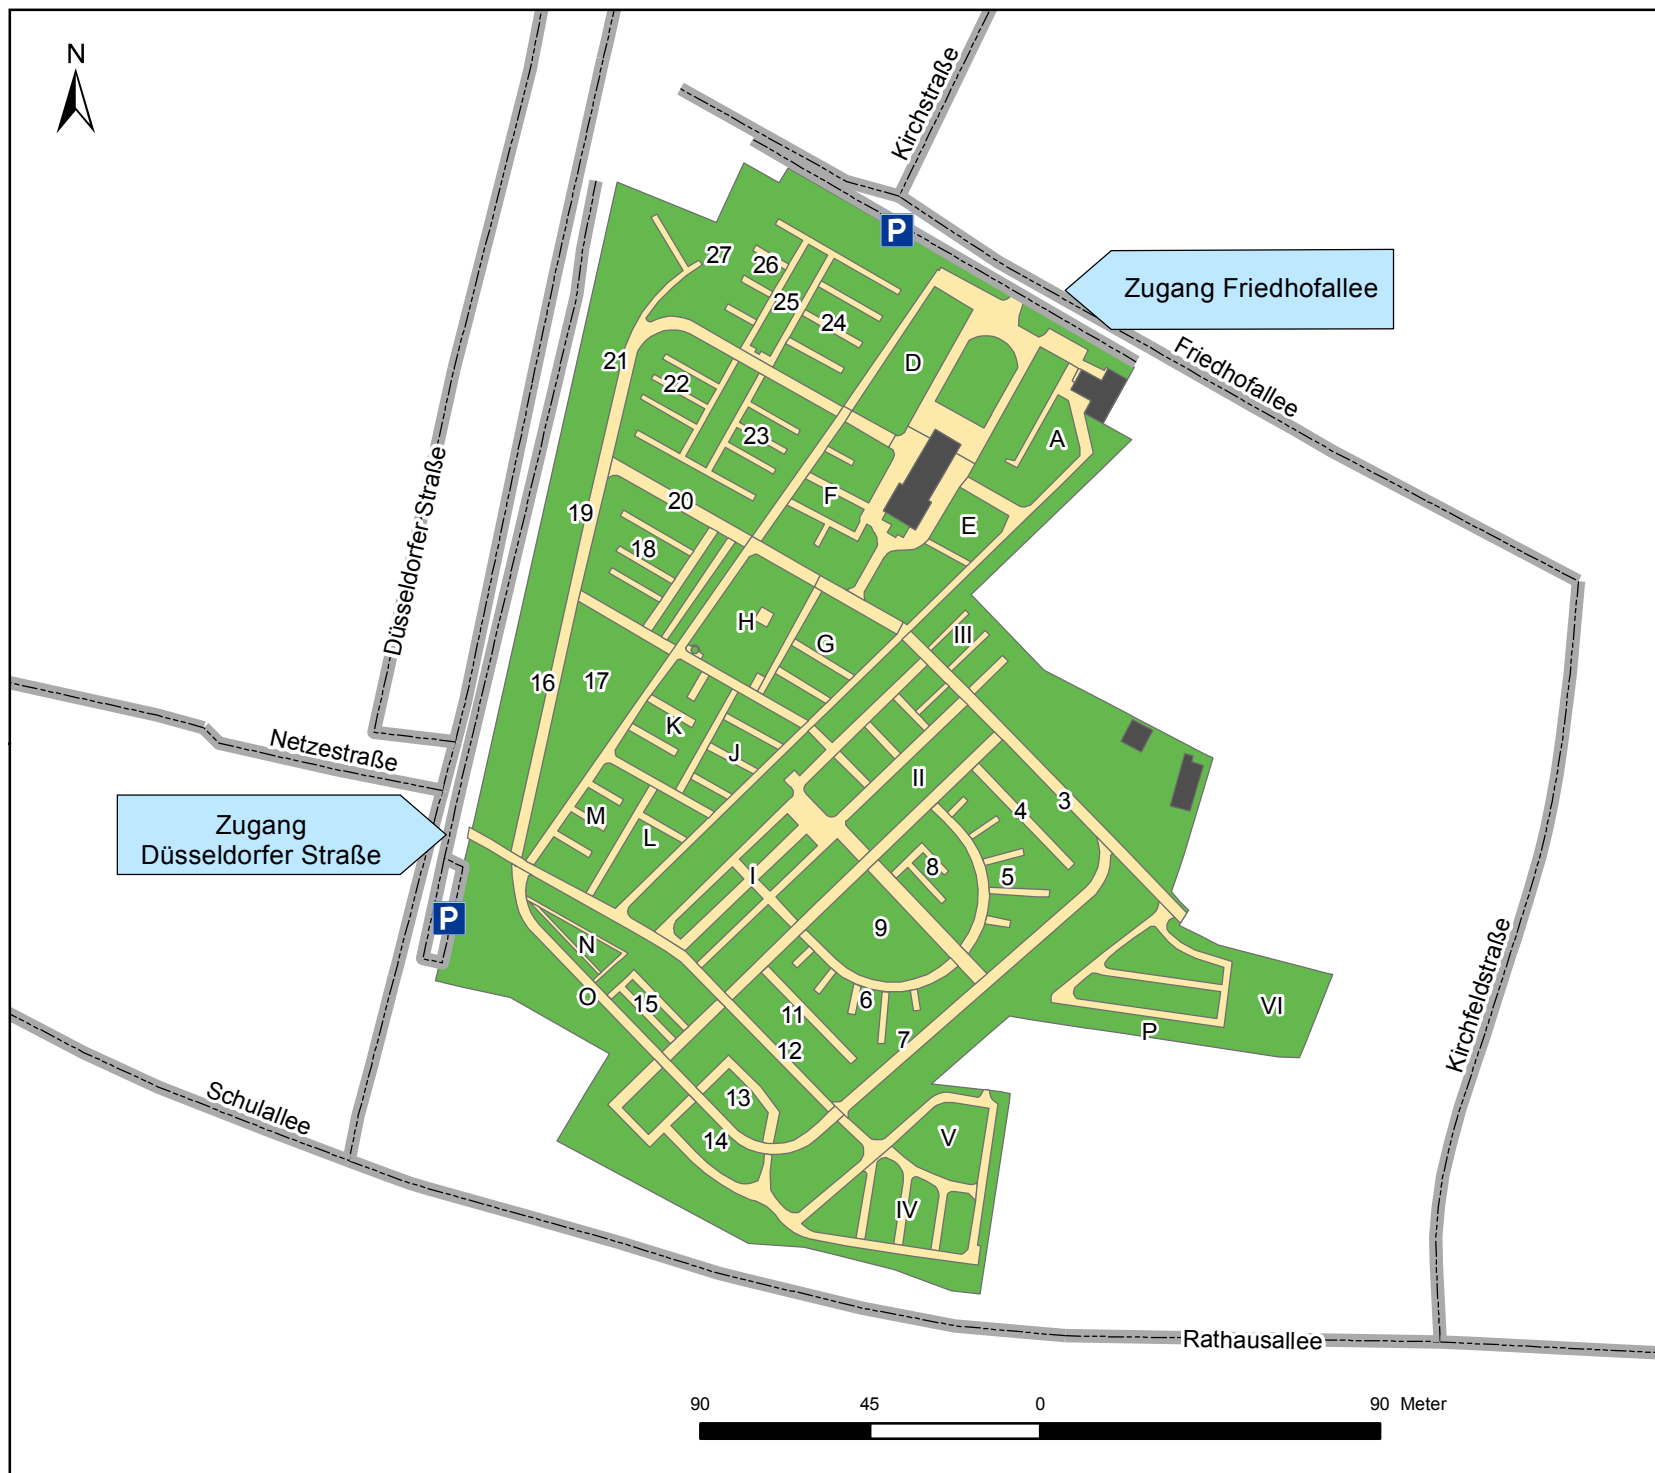 N
Kirchstraße
P
Zugang Friedhofallee
Friedhofallee
27
26
25
24
D
21
22
23
A
F
E
20
19
18
Düsseldorfer Straße
H
G
III
16
17
K
J
II
Netzestraße
3
4
Zugang
Düsseldorfer Straße
M
L
I
8
5
P
9
N
O
15
6
11
7
12
VI
P
Kirchfeldstraße
13
14
V
IV
Schulallee
Rathausallee
90 45 0 90 Meter